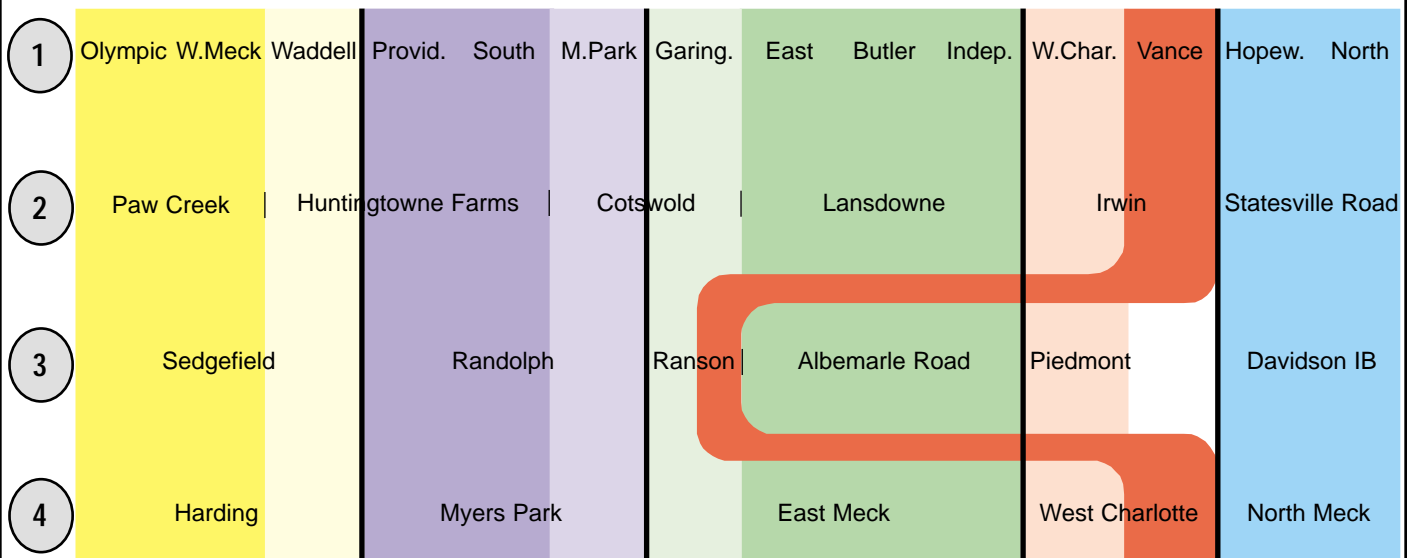 1 Olympic W.Meck Waddell Provid. South M.Park Garing. East Butler Indep. W.Char. Vance Hopew. North
2 Paw Creek | Huntingtowne Farms | Cotswold | Lansdowne Irwin Statesville Road
3 Sedgefield Randolph Ranson | Albemarle Road Piedmont Davidson IB
4 Harding Myers Park East Meck West Charlotte North Meck